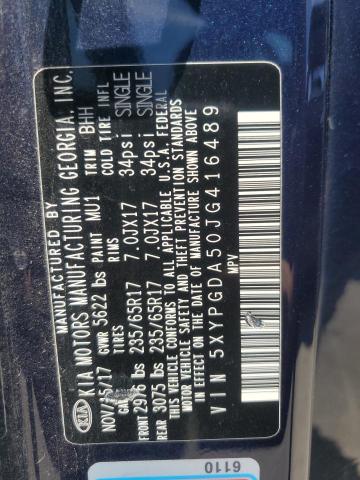 MANUFACTURED BY
KIA KIA MOTORS MANUFACTURING GEORGIA, INC.
NOV/ /17 GVWR 5622 lbs PAINT MU1 TRIM BHH
TIRES RIMS COLD TIRE INFL
FRONT lbs 235/65R17 7.0JX17 34psi SINGLE
REAR 3075 lbs 235/65R17 7.0JX17 34psi SINGLE
THIS VEHICLE CONFORMS TO ALL APPLICABLE U.S.A. FEDERAL
MOTOR VEHICLE SAFETY AND THEFT PREVENTION STANDARDS
IN EFFECT ON THE DATE OF MANUFACTURE SHOWN ABOVE.
VIN 5XYPGDA50JG416489
MPV
6110